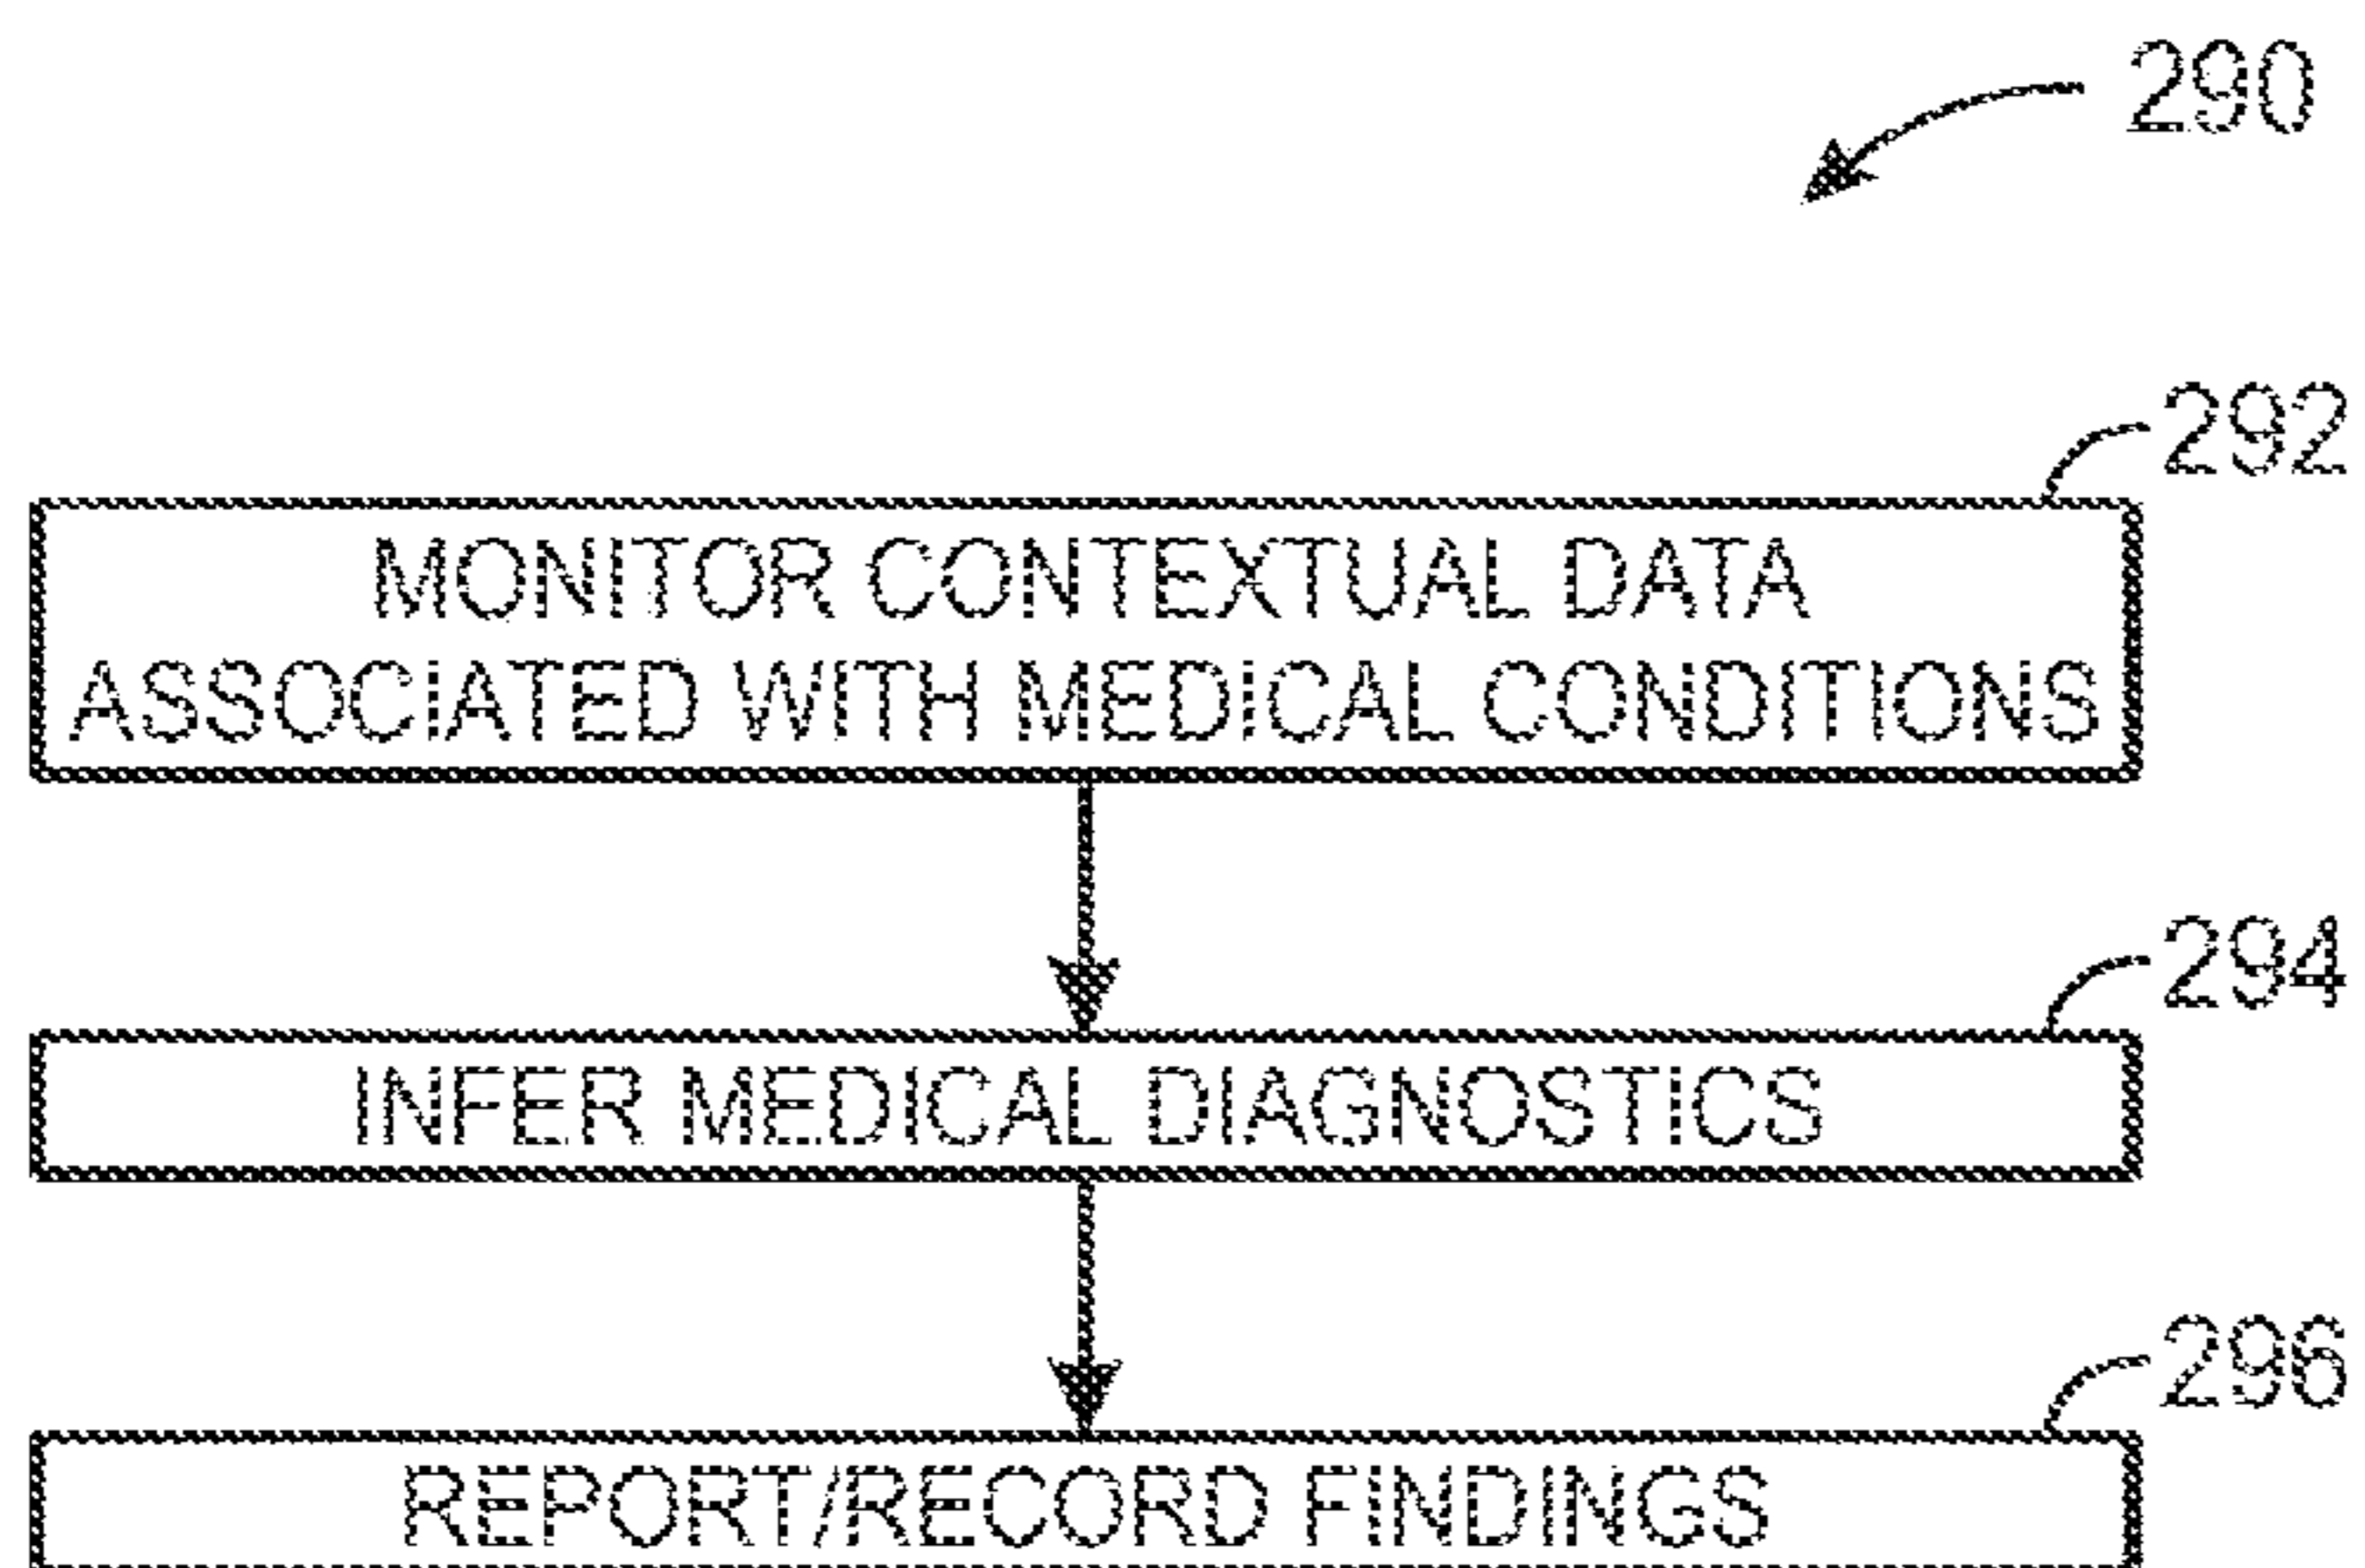 290
292
MONITOR CONTEXTUAL DATA
ASSOCIATED WITH MEDICAL CONDITIONS
294
INFER MEDICAL DIAGNOSTICS
296
REPORT/RECORD FINDINGS